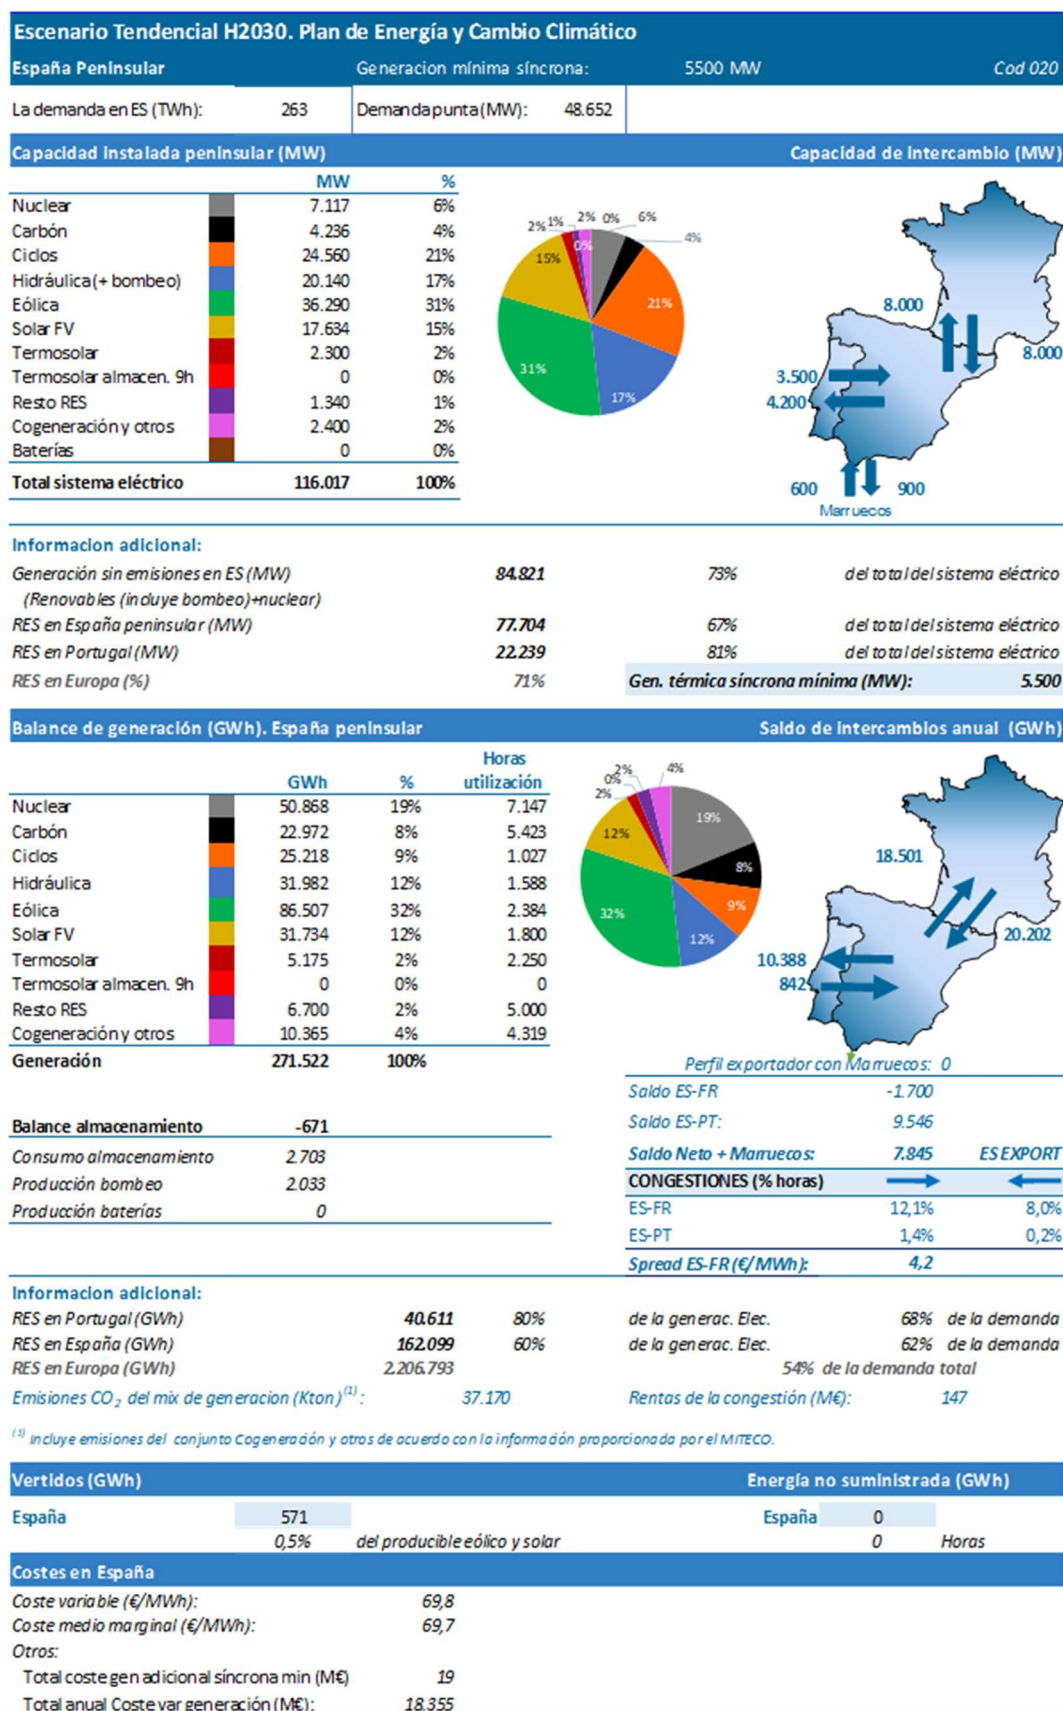 Escenario Tendencial H2030. Plan de Energía y Cambio Climático
España Peninsular Generacion mínima síncrona: 5500 MW Cod 020
La demanda en ES (TWh): 263 Demanda punta (MW): 48.652
Capacidad instalada peninsular (MW) Capacidad de intercambio (MW)
MW %
Nuclear 7.117 6%
Carbón 4.236 4%
Ciclos 24.560 21%
Hidráulica (+ bombeo) 20.140 17%
Eólica 36.290 31%
Solar FV 17.634 15%
Termosolar 2.300 2%
Termosolar almacen. 9h 0 0%
Resto RES 1.340 1%
Cogeneración y otros 2.400 2%
Baterías 0 0%
Total sistema eléctrico 116.017 100%
2% 1% 2% 0% 6%
0% 4%
15%
21%
31%
17%
8.000
8.000
3.500
4.200
600 900
Marruecos
Informacion adicional:
Generación sin emisiones en ES (MW) 84.821 73% del total del sistema eléctrico
(Renovables (incluye bombeo)+nuclear)
RES en España peninsular (MW) 77.704 67% del total del sistema eléctrico
RES en Portugal (MW) 22.239 81% del total del sistema eléctrico
RES en Europa (%) 71% Gen. térmica síncrona mínima (MW): 5.500
Balance de generación (GWh). España peninsular Saldo de intercambios anual (GWh)
Horas
GWh % utilización
Nuclear 50.868 19% 7.147
Carbón 22.972 8% 5.423
Ciclos 25.218 9% 1.027
Hidráulica 31.982 12% 1.588
Eólica 86.507 32% 2.384
Solar FV 31.734 12% 1.800
Termosolar 5.175 2% 2.250
Termosolar almacen. 9h 0 0% 0
Resto RES 6.700 2% 5.000
Cogeneración y otros 10.365 4% 4.319
Generación 271.522 100%
0% 2% 4%
2%
19%
12%
8%
9%
32%
12%
18.501
20.202
10.388
842
Perfil exportador con Marruecos: 0
Saldo ES-FR -1.700
Saldo ES-PT: 9.546
Balance almacenamiento -671
Consumo almacenamiento 2.703 Saldo Neto + Marruecos: 7.845 ES EXPORT
Producción bombeo 2.033 CONGESTIONES (% horas)
Producción baterías 0 ES-FR 12,1% 8,0%
ES-PT 1,4% 0,2%
Spread ES-FR (€/MWh): 4,2
Informacion adicional:
RES en Portugal (GWh) 40.611 80% de la generac. Elec. 68% de la demanda
RES en España (GWh) 162.099 60% de la generac. Elec. 62% de la demanda
RES en Europa (GWh) 2.206.793 54% de la demanda total
Emisiones CO₂ del mix de generacion (Kton) ⁽¹⁾ : 37.170 Rentas de la congestión (M€): 147
⁽¹⁾ Incluye emisiones del conjunto Cogeneración y otros de acuerdo con la información proporcionada por el MITECO.
Vertidos (GWh) Energía no suministrada (GWh)
España 571 España 0
0,5% del producible eólico y solar 0 Horas
Costes en España
Coste variable (€/MWh): 69,8
Coste medio marginal (€/MWh): 69,7
Otros:
Total coste gen adicional síncrona min (M€) 19
Total anual Coste var generación (M€): 18.355